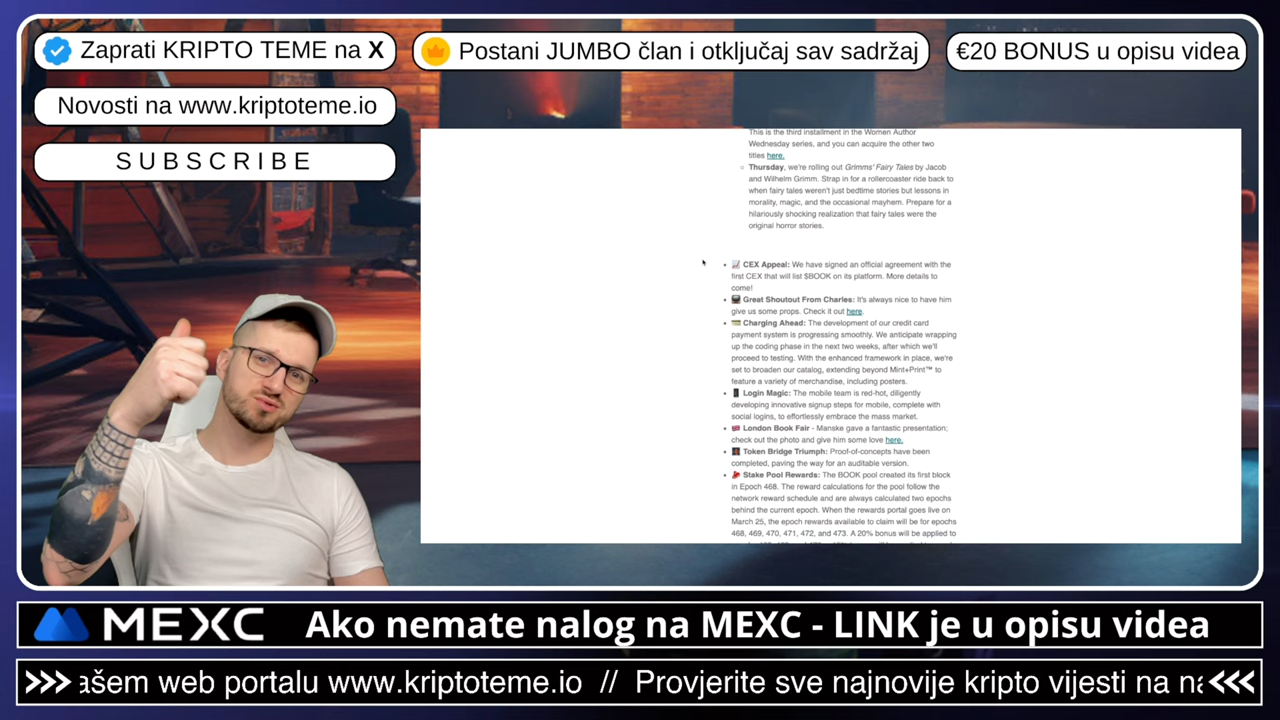 Zaprati KRIPTO TEME na X
Postani JUMBO član i otključaj sav sadržaj
€20 BONUS u opisu videa
Novosti na www.kriptoteme.io
SUBSCRIBE
This is the third installment in the Women Author
Wednesday series, and you can acquire the other two
titles here.
Thursday, we're rolling out Grimms' Fairy Tales by Jacob
and Wilhelm Grimm. Strap in for a rollercoaster ride back to
when fairy tales weren't just bedtime stories but lessons in
morality, magic, and the occasional mayhem. Prepare for a
hilariously shocking realization that fairy tales were the
original horror stories.
CEX Appeal: We have signed an official agreement with the
first CEX that will list $BOOK on its platform. More details to
come!
Great Shoutout From Charles: It's always nice to have him
give us some props. Check it out here.
Charging Ahead: The development of our credit card
payment system is progressing smoothly. We anticipate wrapping
up the coding phase in the next two weeks, after which we'll
proceed to testing. With the enhanced framework in place, we're
set to broaden our catalog, extending beyond Mint+Print™ to
feature a variety of merchandise, including posters.
Login Magic: The mobile team is red-hot, diligently
developing innovative signup steps for mobile, complete with
social logins, to effortlessly embrace the mass market.
London Book Fair - Manske gave a fantastic presentation;
check out the photo and give him some love here.
Token Bridge Triumph: Proof-of-concepts have been
completed, paving the way for an auditable version.
Stake Pool Rewards: The BOOK pool created its first block
in Epoch 468. The reward calculations for the pool follow the
network reward schedule and are always calculated two epochs
behind the current epoch. When the rewards portal goes live on
March 25, the epoch rewards available to claim will be for epochs
468, 469, 470, 471, 472, and 473. A 20% bonus will be applied to
MEXC Ako nemate nalog na MEXC - LINK je u opisu videa
>>> ašem web portalu www.kriptoteme.io // Provjerite sve najnovije kripto vijesti na na <<<